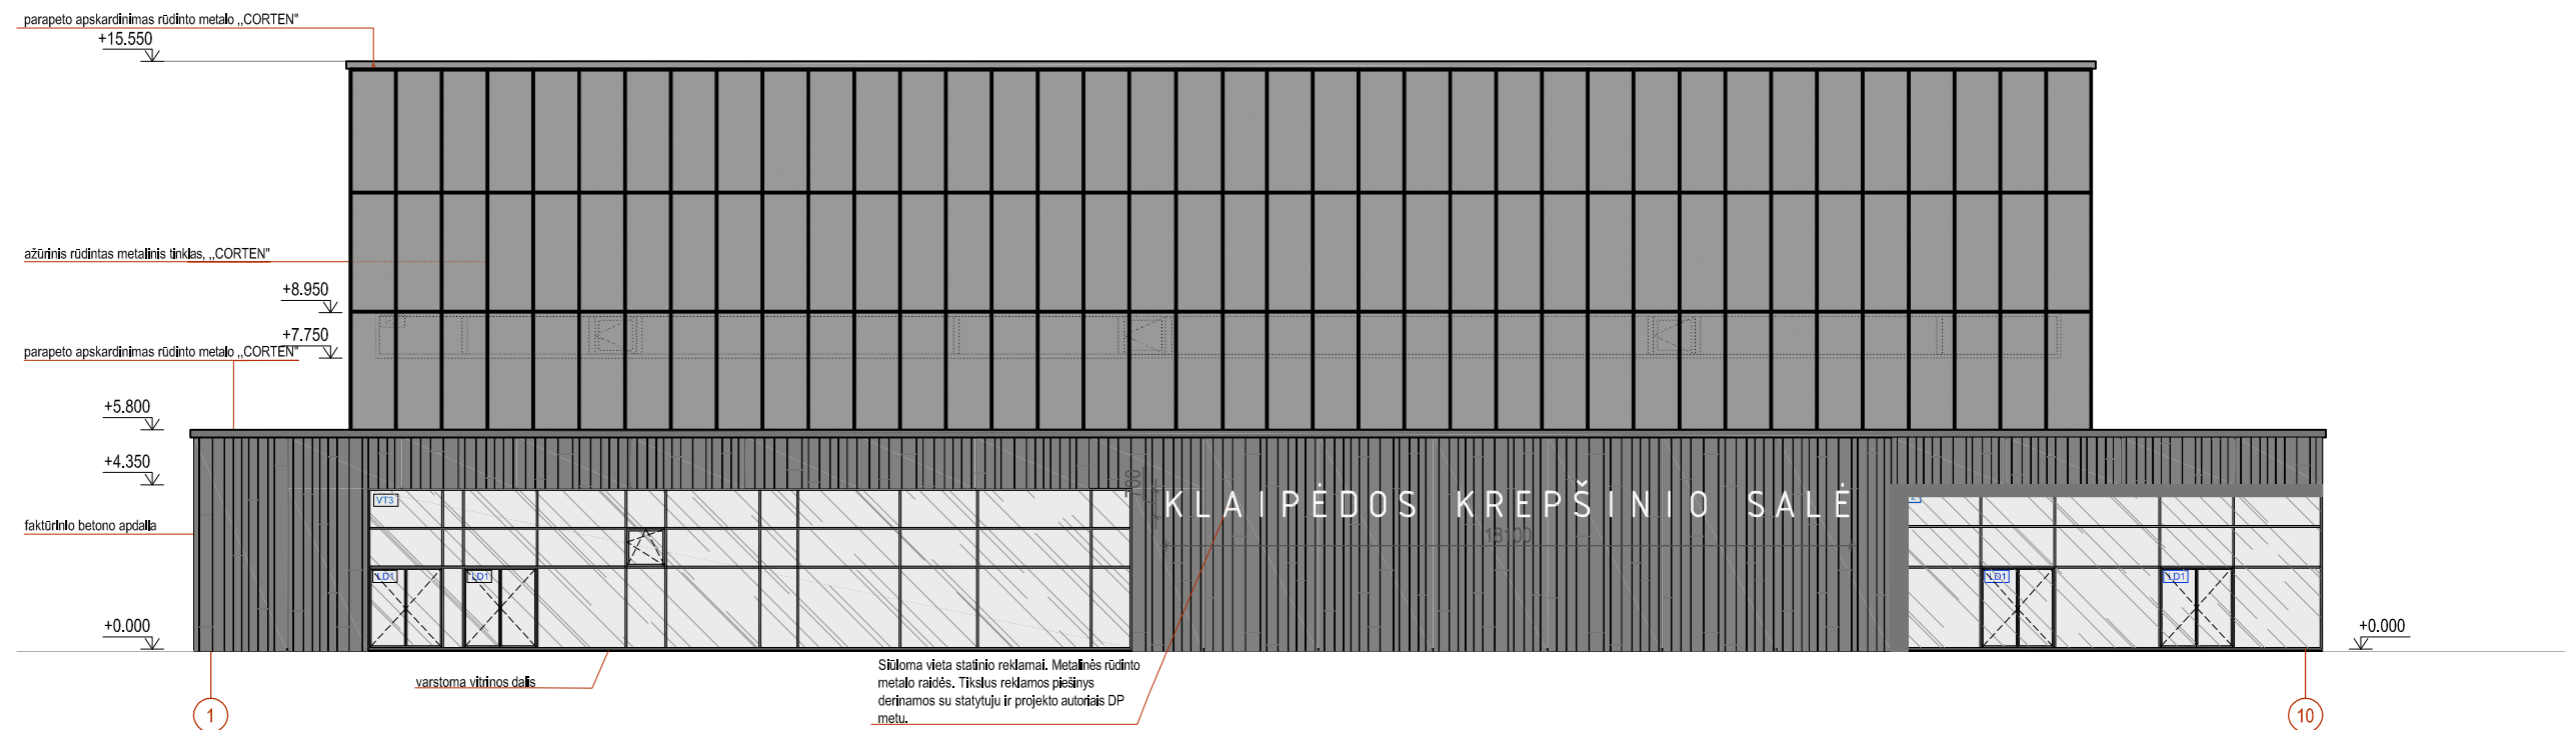 parapeto apskardinimas rūdinto metalo ,,CORTEN"
+15.550
ažūrinis rūdintas metalinis tinklas, ,,CORTEN"
+8.950
+7.750
parapeto apskardinimas rūdinto metalo ,,CORTEN"
+5.800
+4.350
VT3
700
KLAIPĖDOS KREPŠINIO SALĖ
18100
faktūrinio betono apdaila
LD1
LD1
LD1
LD1
+0.000
+0.000
varstoma vitrinos dalis
Siūloma vieta statinio reklamai. Metalinės rūdinto
metalo raidės. Tikslus reklamos piešinys
derinamos su statytuju ir projekto autoriais DP
metu.
1
10